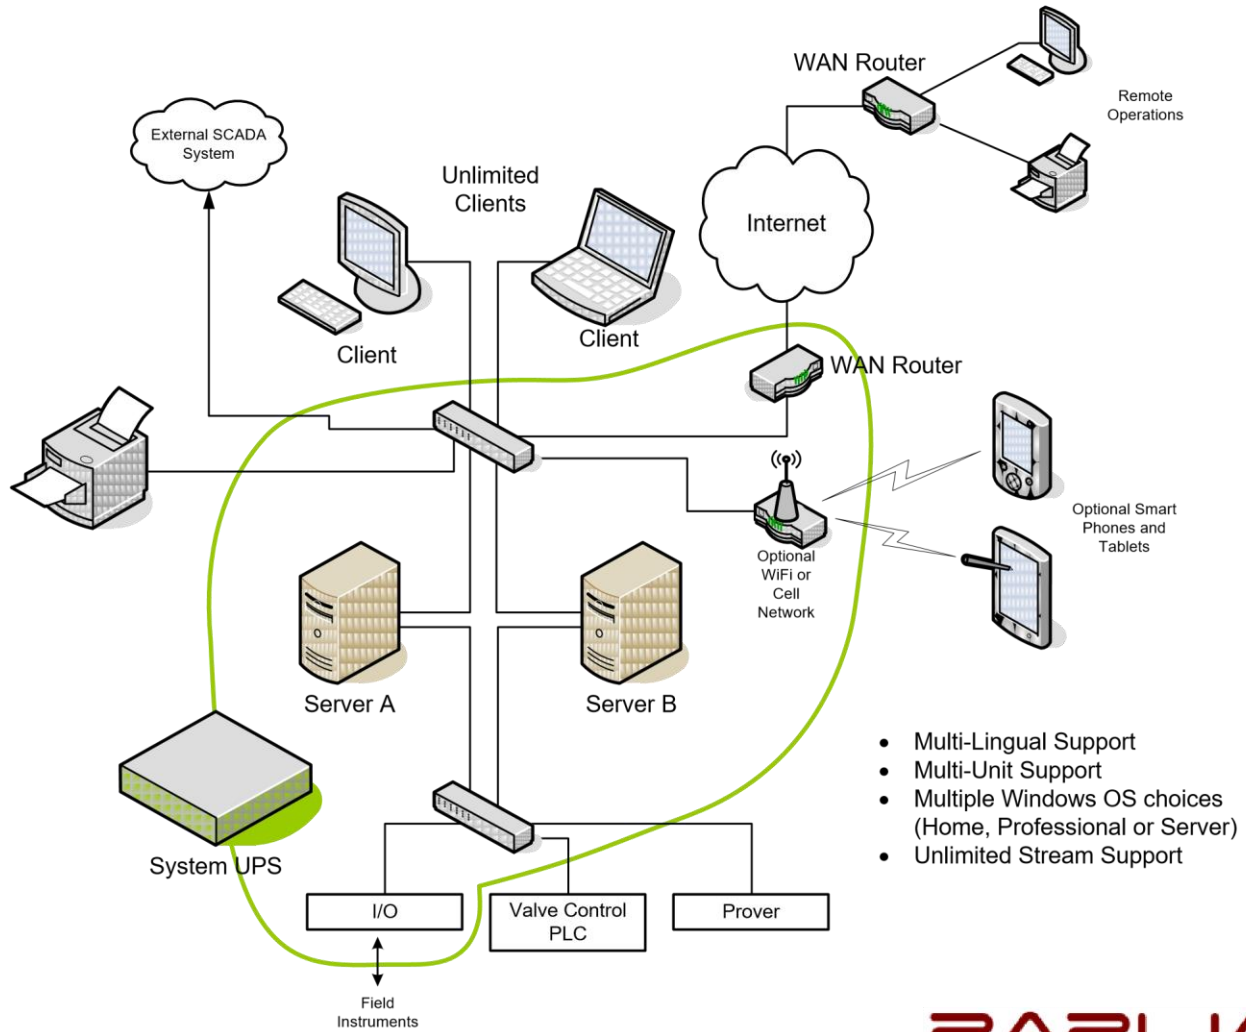 WAN Router
Remote
Operations
External SCADA
System
Unlimited
Clients
Internet
Client
Client
WAN Router
Optional Smart
Phones and
Tablets
Optional
WiFi or
Cell
Network
Server A
Server B
• Multi-Lingual Support
• Multi-Unit Support
• Multiple Windows OS choices
(Home, Professional or Server)
• Unlimited Stream Support
System UPS
I/O
Valve Control
PLC
Prover
Field
Instruments